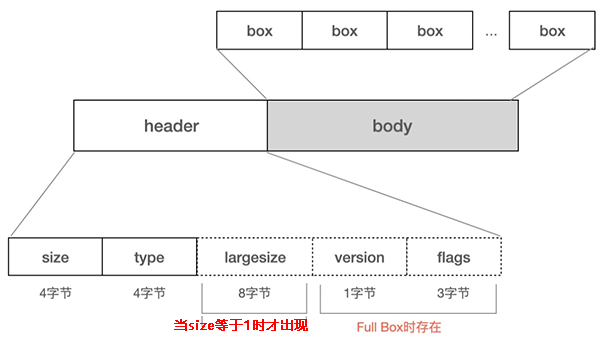 box box box ... box
header body
size type largesize version flags
4字节 4字节 8字节 1字节 3字节
当size等于1时才出现 Full Box时存在